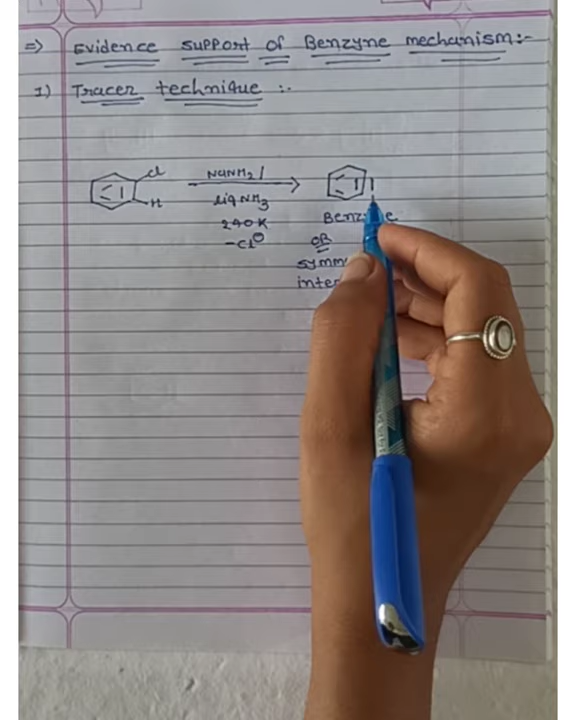 => Evidence support of Benzyne mechanism:-
1) Tracer technique :-
Cl
NaNH2 /
H
liq NH3
240 K
-Cl⊖
OR